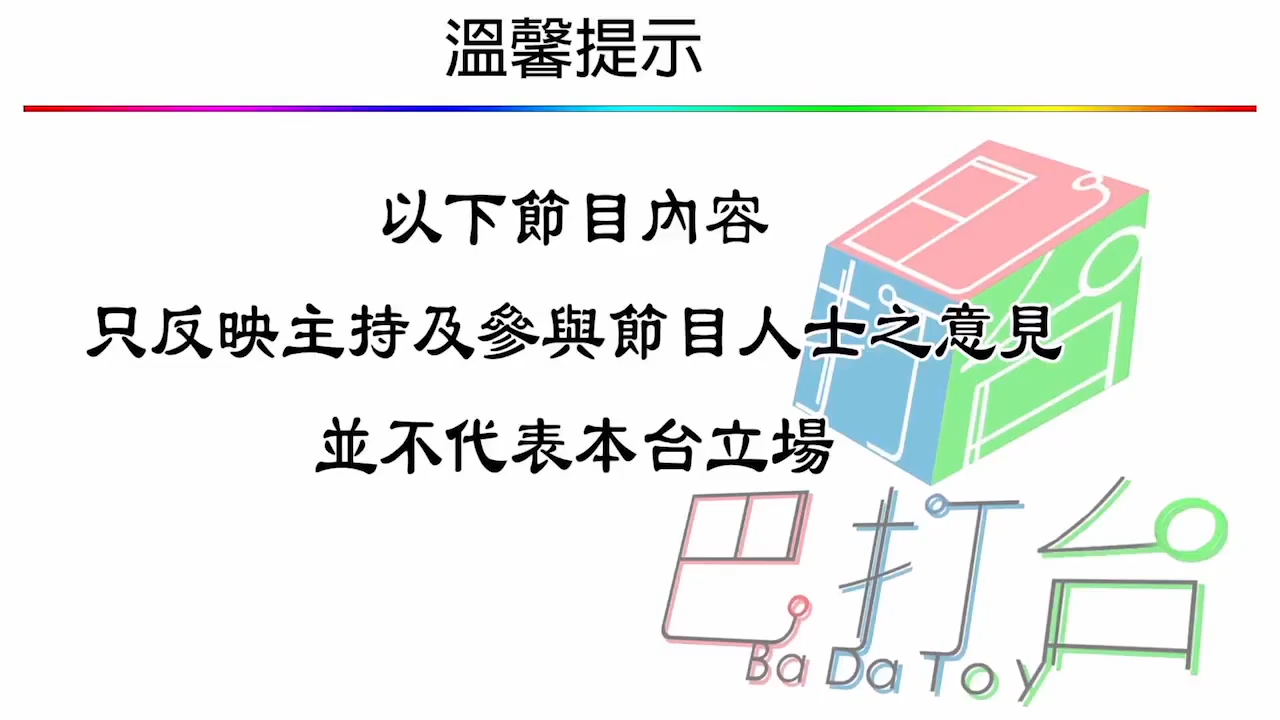 溫馨提示
以下節目內容
只反映主持及參與節目人士之意見
並不代表本台立場
巴打台
BaDaToy